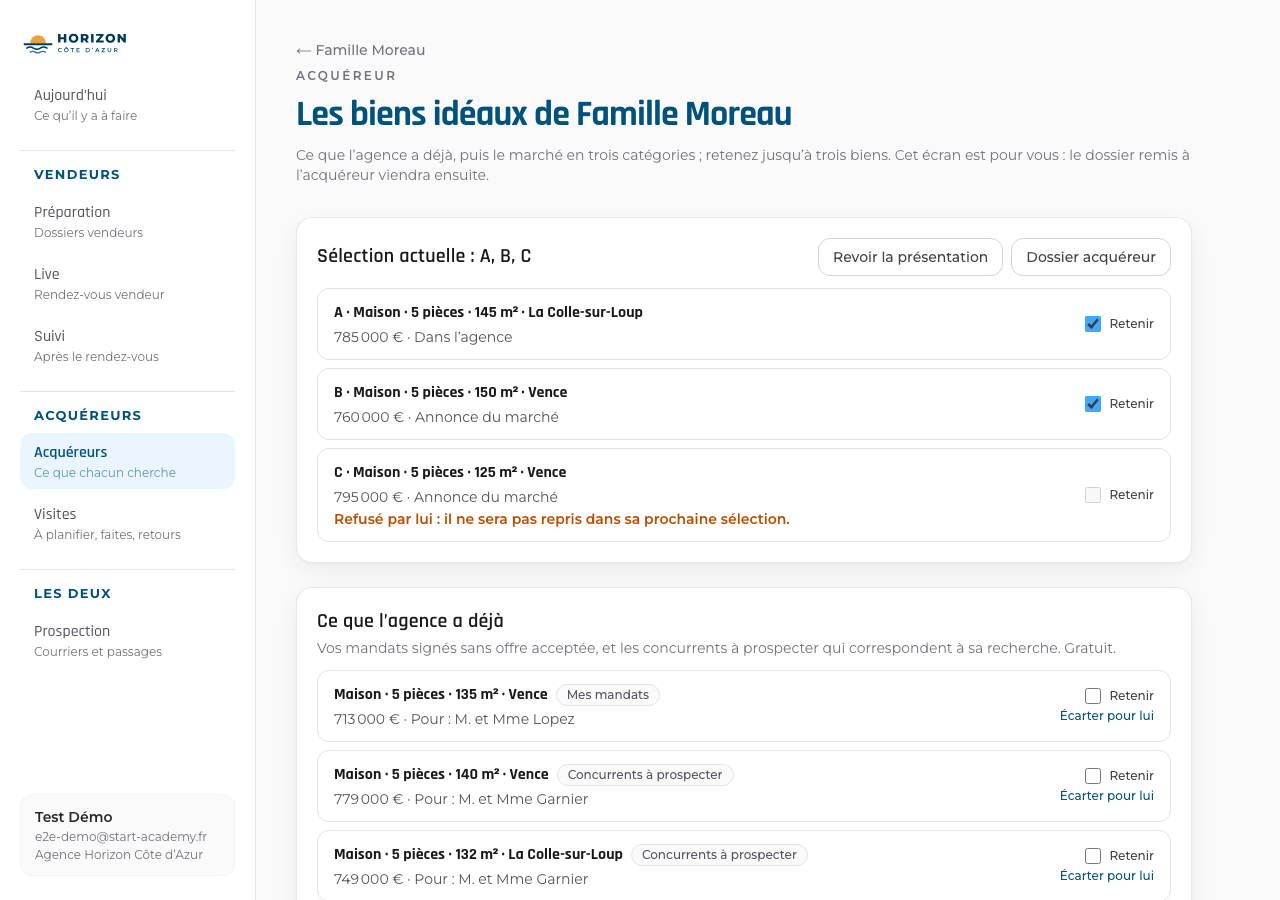 HORIZON
CÔTE D'AZUR
Aujourd'hui
Ce qu'il y a à faire
VENDEURS
Préparation
Dossiers vendeurs
Live
Rendez-vous vendeur
Suivi
Après le rendez-vous
ACQUÉREURS
Acquéreurs
Ce que chacun cherche
Visites
À planifier, faites, retours
LES DEUX
Prospection
Courriers et passages
Test Démo
e2e-demo@start-academy.fr
Agence Horizon Côte d'Azur
← Famille Moreau
ACQUÉREUR
Les biens idéaux de Famille Moreau
Ce que l'agence a déjà, puis le marché en trois catégories ; retenez jusqu'à trois biens. Cet écran est pour vous : le dossier remis à
l'acquéreur viendra ensuite.
Sélection actuelle : A, B, C
Revoir la présentation
Dossier acquéreur
A · Maison · 5 pièces · 145 m² · La Colle-sur-Loup
785 000 € · Dans l'agence
Retenir
B · Maison · 5 pièces · 150 m² · Vence
760 000 € · Annonce du marché
Retenir
C · Maison · 5 pièces · 125 m² · Vence
795 000 € · Annonce du marché
Refusé par lui : il ne sera pas repris dans sa prochaine sélection.
Retenir
Ce que l'agence a déjà
Vos mandats signés sans offre acceptée, et les concurrents à prospecter qui correspondent à sa recherche. Gratuit.
Maison · 5 pièces · 135 m² · Vence Mes mandats
713 000 € · Pour : M. et Mme Lopez
Retenir
Écarter pour lui
Maison · 5 pièces · 140 m² · Vence Concurrents à prospecter
779 000 € · Pour : M. et Mme Garnier
Retenir
Écarter pour lui
Maison · 5 pièces · 132 m² · La Colle-sur-Loup Concurrents à prospecter
749 000 € · Pour : M. et Mme Garnier
Retenir
Écarter pour lui